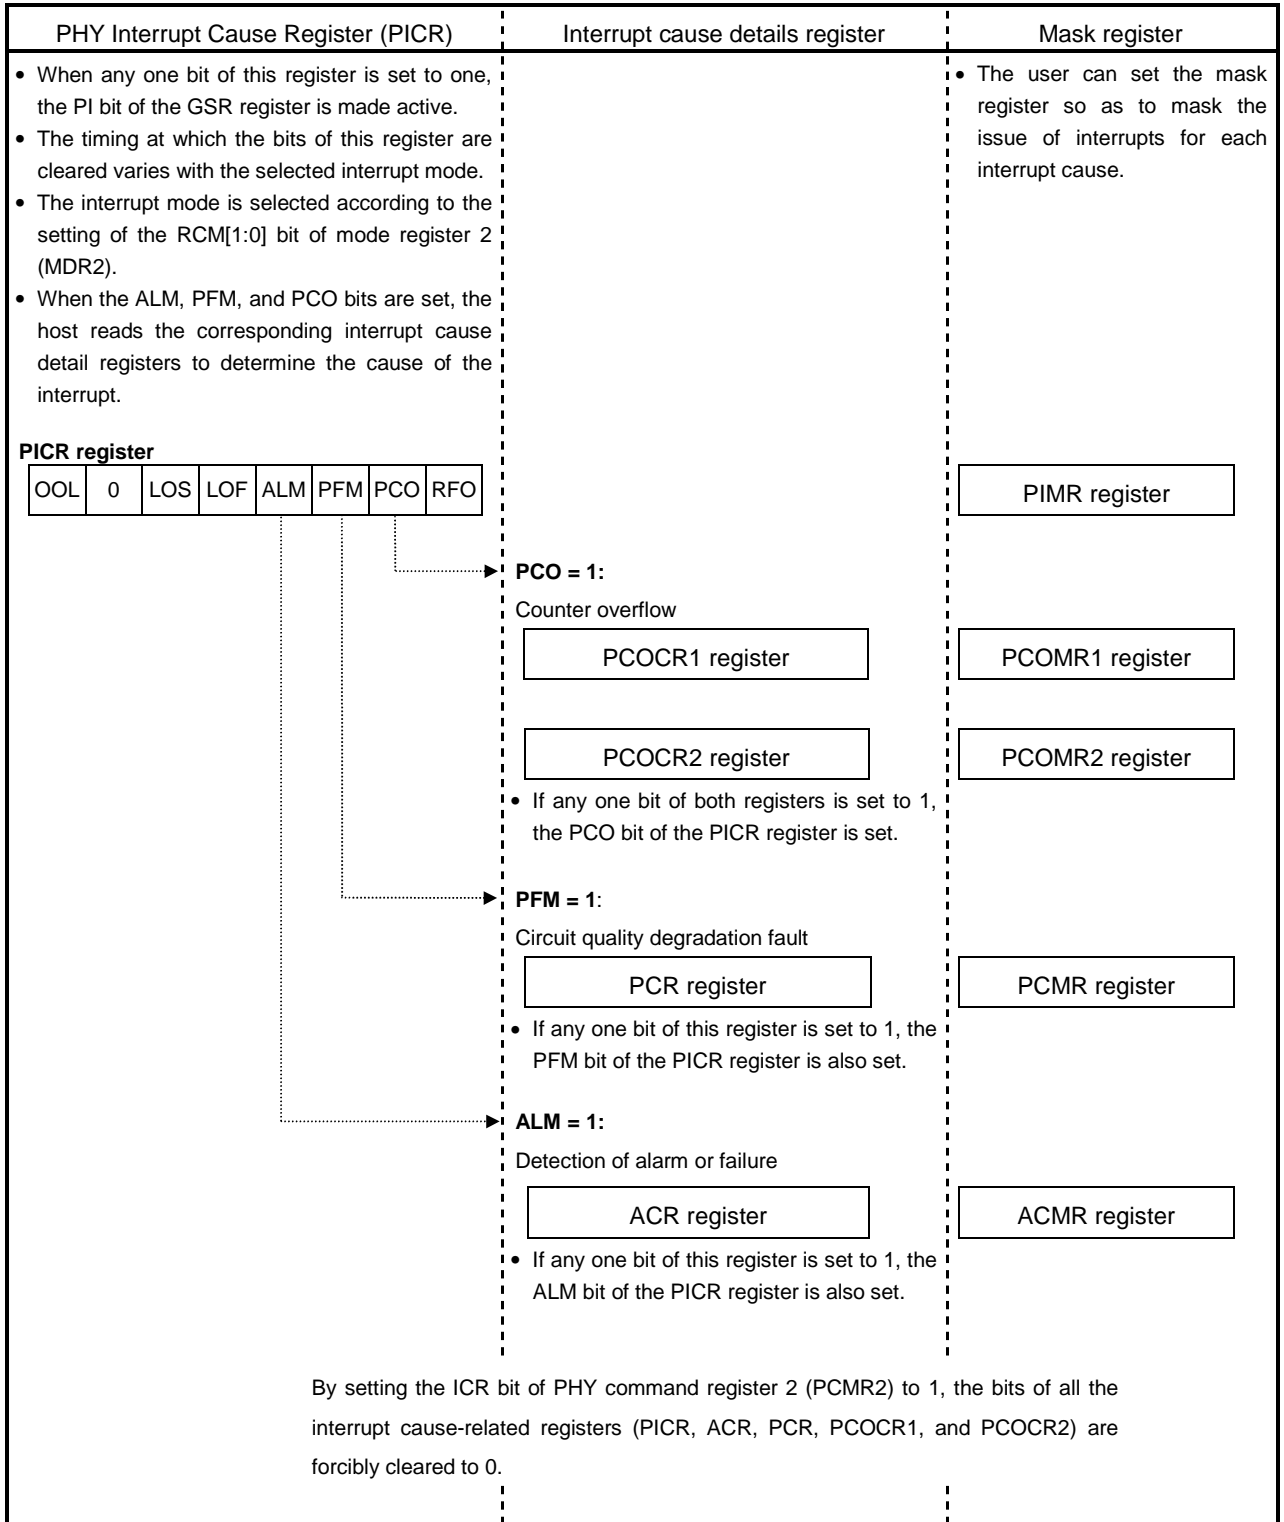 PHY Interrupt Cause Register (PICR)
Interrupt cause details register
Mask register
• When any one bit of this register is set to one,
the PI bit of the GSR register is made active.
• The timing at which the bits of this register are
cleared varies with the selected interrupt mode.
• The interrupt mode is selected according to the
setting of the RCM[1:0] bit of mode register 2
(MDR2).
• When the ALM, PFM, and PCO bits are set, the
host reads the corresponding interrupt cause
detail registers to determine the cause of the
interrupt.
• The user can set the mask
register so as to mask the
issue of interrupts for each
interrupt cause.
PICR register
OOL 0 LOS LOF ALM PFM PCO RFO
PIMR register
PCO = 1:
Counter overflow
PCOCR1 register
PCOMR1 register
PCOCR2 register
PCOMR2 register
• If any one bit of both registers is set to 1,
the PCO bit of the PICR register is set.
PFM = 1:
Circuit quality degradation fault
PCR register
PCMR register
• If any one bit of this register is set to 1, the
PFM bit of the PICR register is also set.
ALM = 1:
Detection of alarm or failure
ACR register
ACMR register
• If any one bit of this register is set to 1, the
ALM bit of the PICR register is also set.
By setting the ICR bit of PHY command register 2 (PCMR2) to 1, the bits of all the
interrupt cause-related registers (PICR, ACR, PCR, PCOCR1, and PCOCR2) are
forcibly cleared to 0.